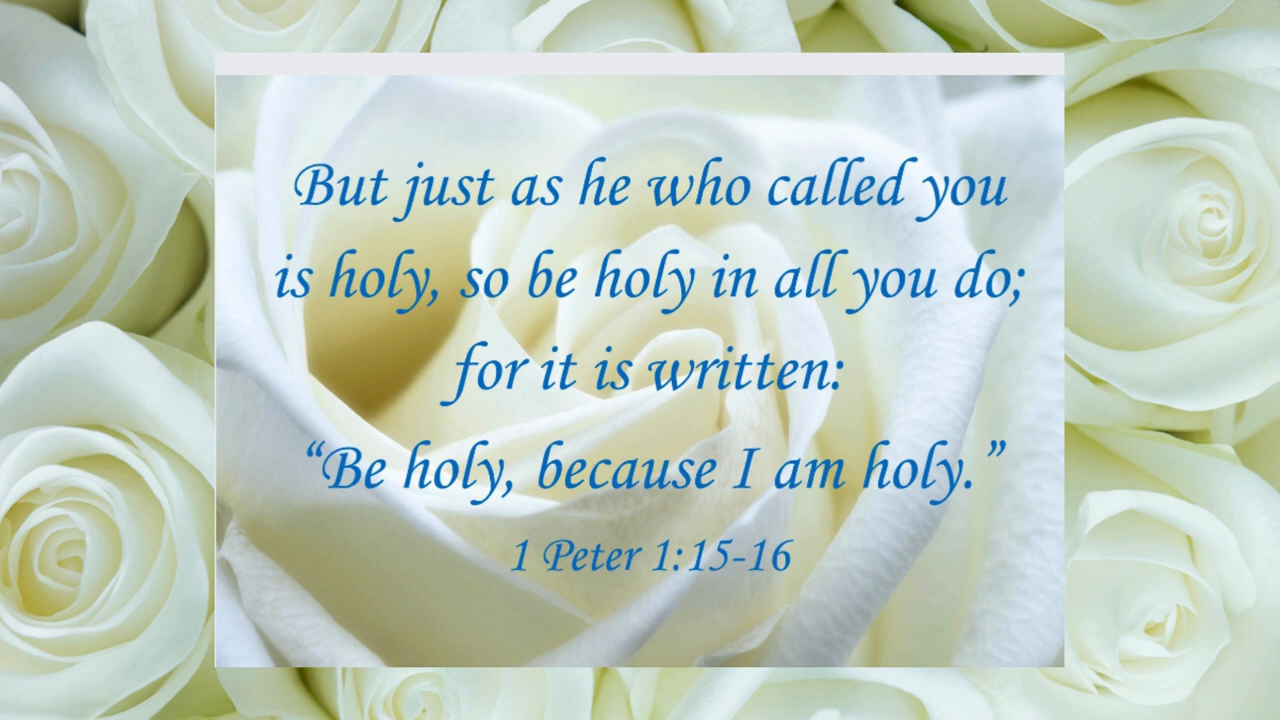 But just as he who called you
is holy, so be holy in all you do;
for it is written:
“Be holy, because I am holy.”
1 Peter 1:15-16